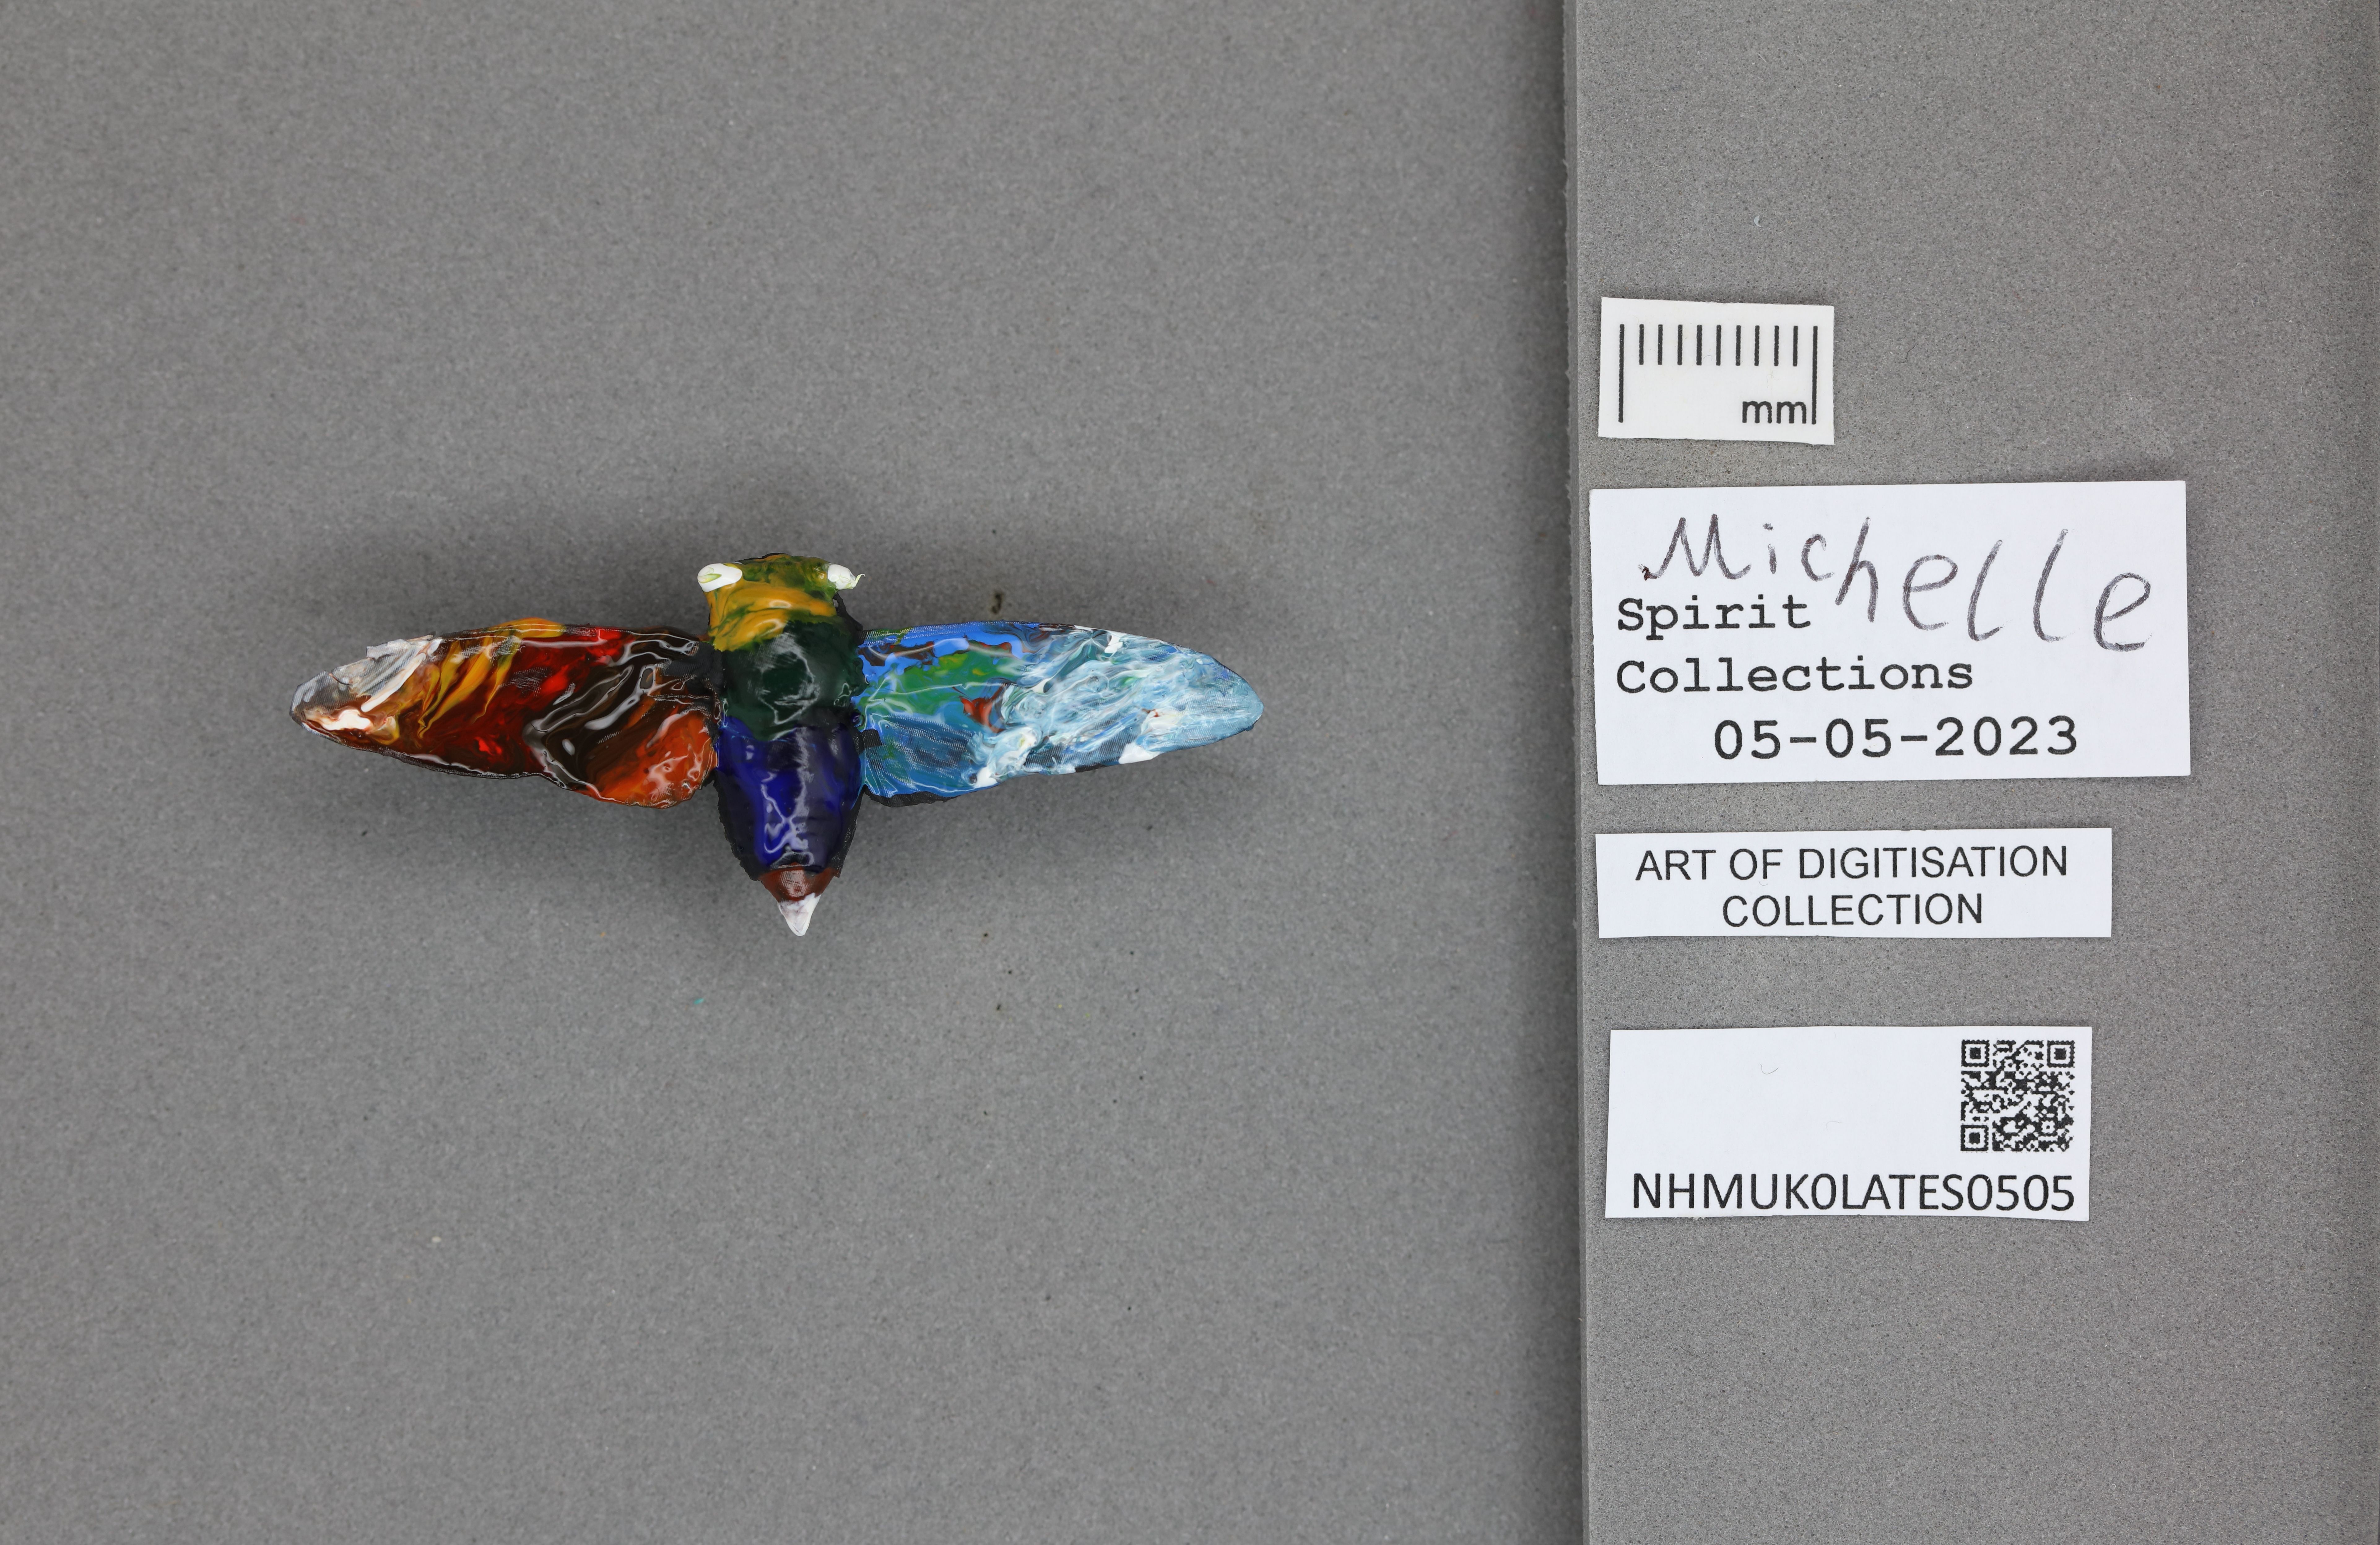 mm
Michelle
Spirit
Collections
05-05-2023
ART OF DIGITISATION
COLLECTION
NHMUK0LATES0505